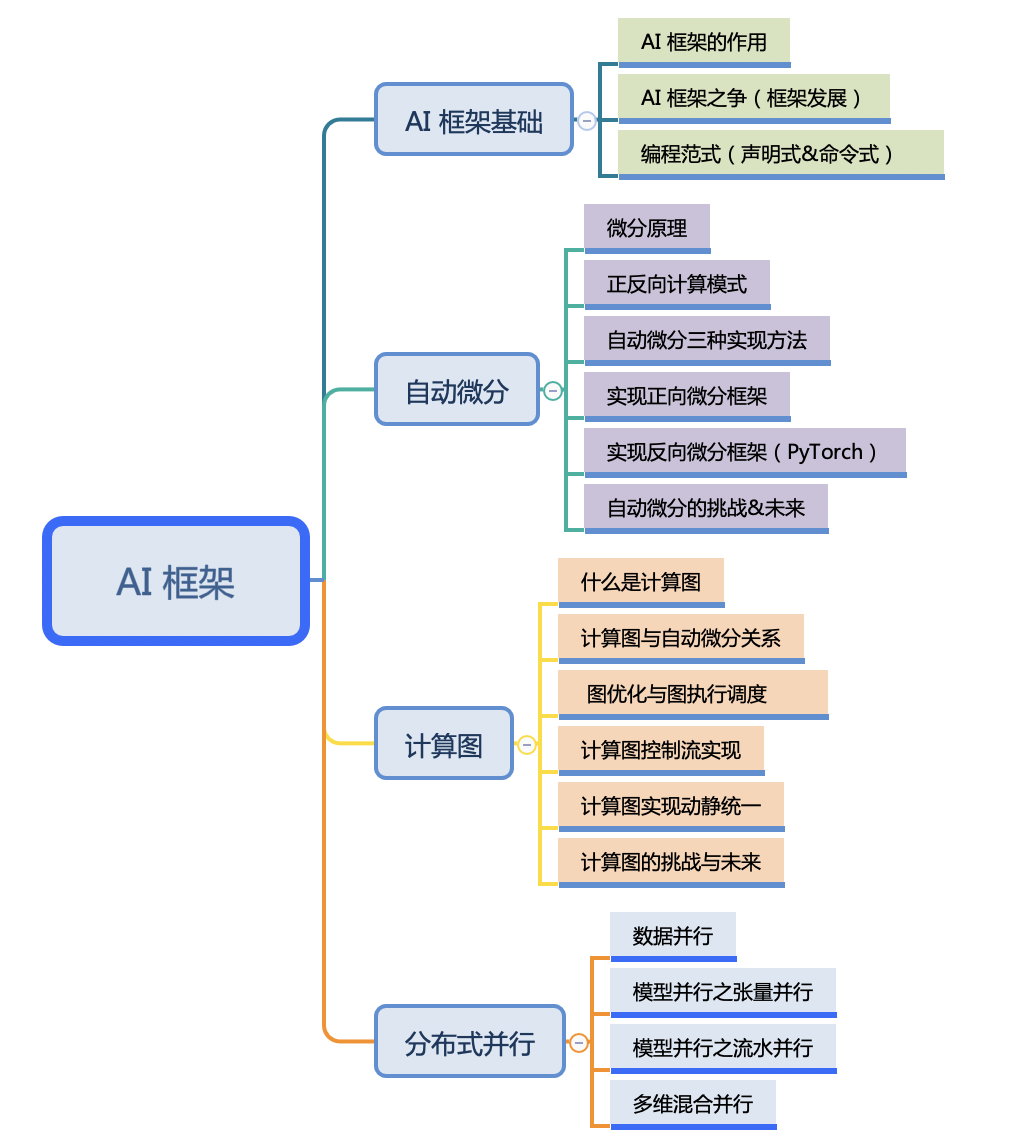 AI 框架
AI 框架基础
AI 框架的作用
AI 框架之争（框架发展）
编程范式（声明式&命令式）
自动微分
微分原理
正反向计算模式
自动微分三种实现方法
实现正向微分框架
实现反向微分框架（PyTorch）
自动微分的挑战&未来
计算图
什么是计算图
计算图与自动微分关系
图优化与图执行调度
计算图控制流实现
计算图实现动静统一
计算图的挑战与未来
分布式并行
数据并行
模型并行之张量并行
模型并行之流水并行
多维混合并行